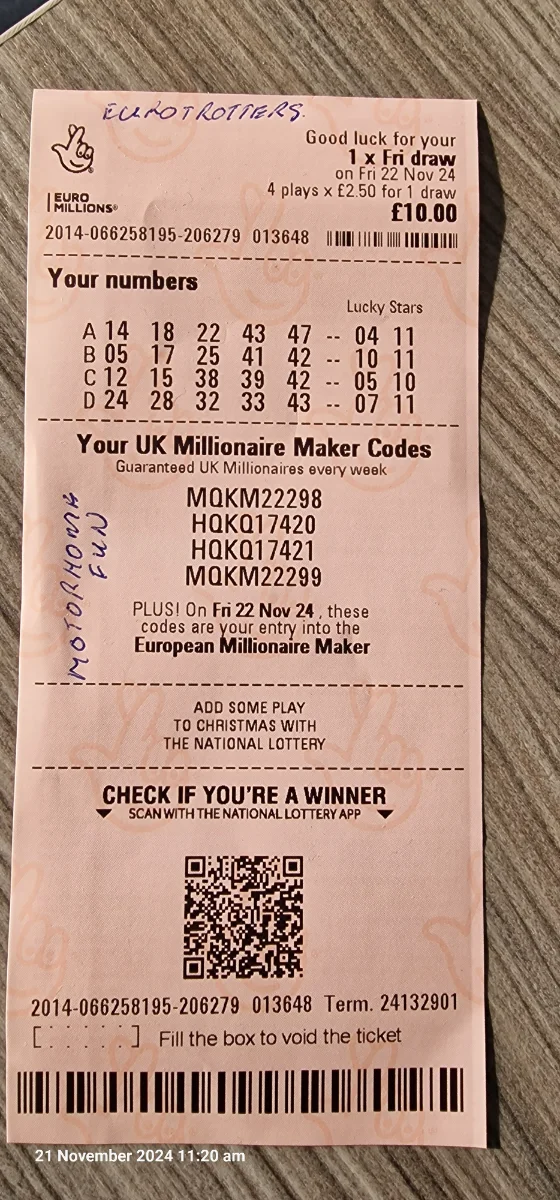 EUROTROTTERS.
Good luck for your
1 x Fri draw
on Fri 22 Nov 24
4 plays x £2.50 for 1 draw
£10.00
EURO
MILLIONS®
2014-066258195-206279 013648
Your numbers
Lucky Stars
A 14 18 22 43 47 -- 04 11
B 05 17 25 41 42 -- 10 11
C 12 15 38 39 42 -- 05 10
D 24 28 32 33 43 -- 07 11
Your UK Millionaire Maker Codes
Guaranteed UK Millionaires every week
MQKM22298
HQKQ17420
HQKQ17421
MQKM22299
MOTORHOMA
FUN
PLUS! On Fri 22 Nov 24 , these
codes are your entry into the
European Millionaire Maker
ADD SOME PLAY
TO CHRISTMAS WITH
THE NATIONAL LOTTERY
CHECK IF YOU'RE A WINNER
SCAN WITH THE NATIONAL LOTTERY APP
2014-066258195-206279 013648 Term. 24132901
[ ] Fill the box to void the ticket
21 November 2024 11:20 am